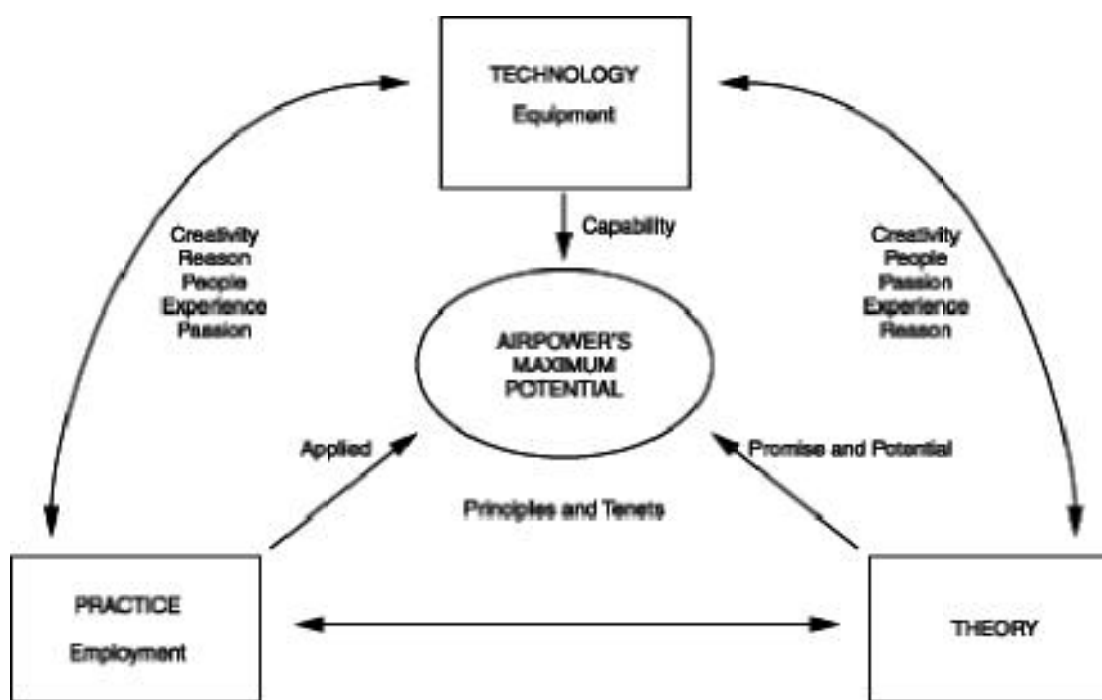 TECHNOLOGY
Equipment
Capability
Creativity
Reason
People
Experience
Passion
Creativity
People
Passion
Experience
Reason
AIRPOWER'S
MAXIMUM
POTENTIAL
Applied
Promise and Potential
Principles and Tenets
PRACTICE
Employment
THEORY